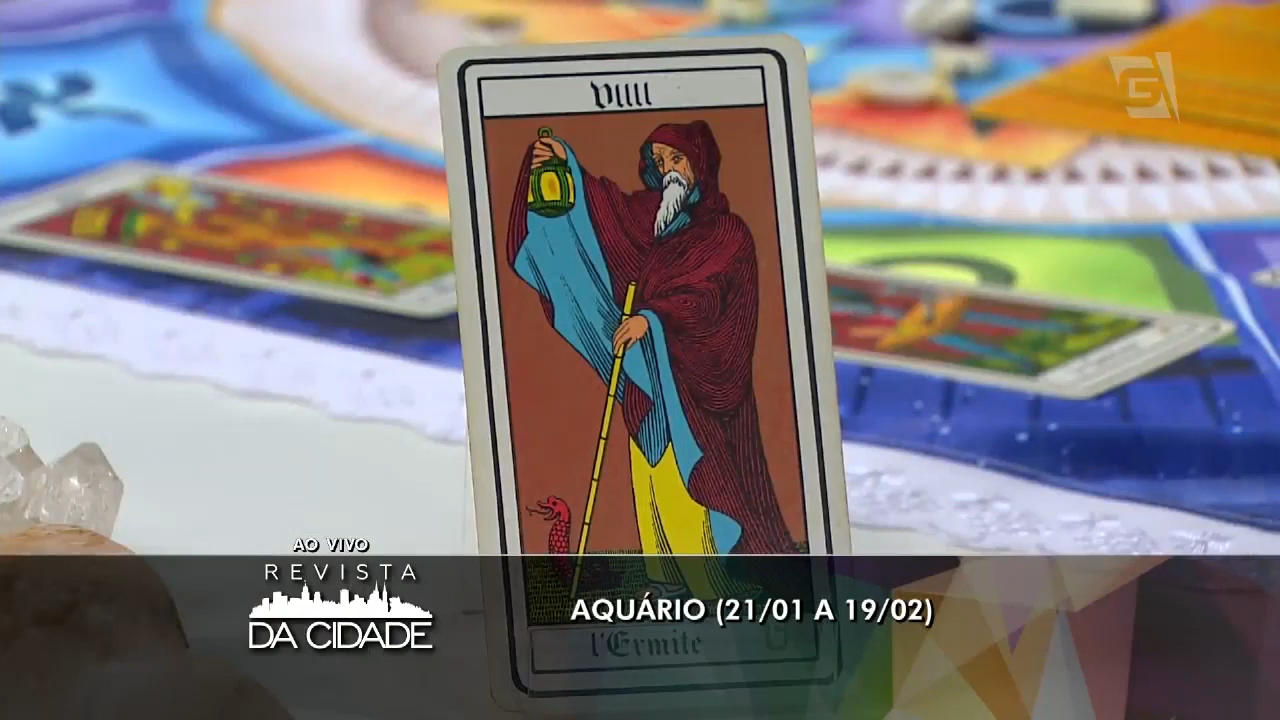 VIIII
AO VIVO
REVISTA
DA CIDADE
AQUÁRIO (21/01 A 19/02)
l'Ermite
G